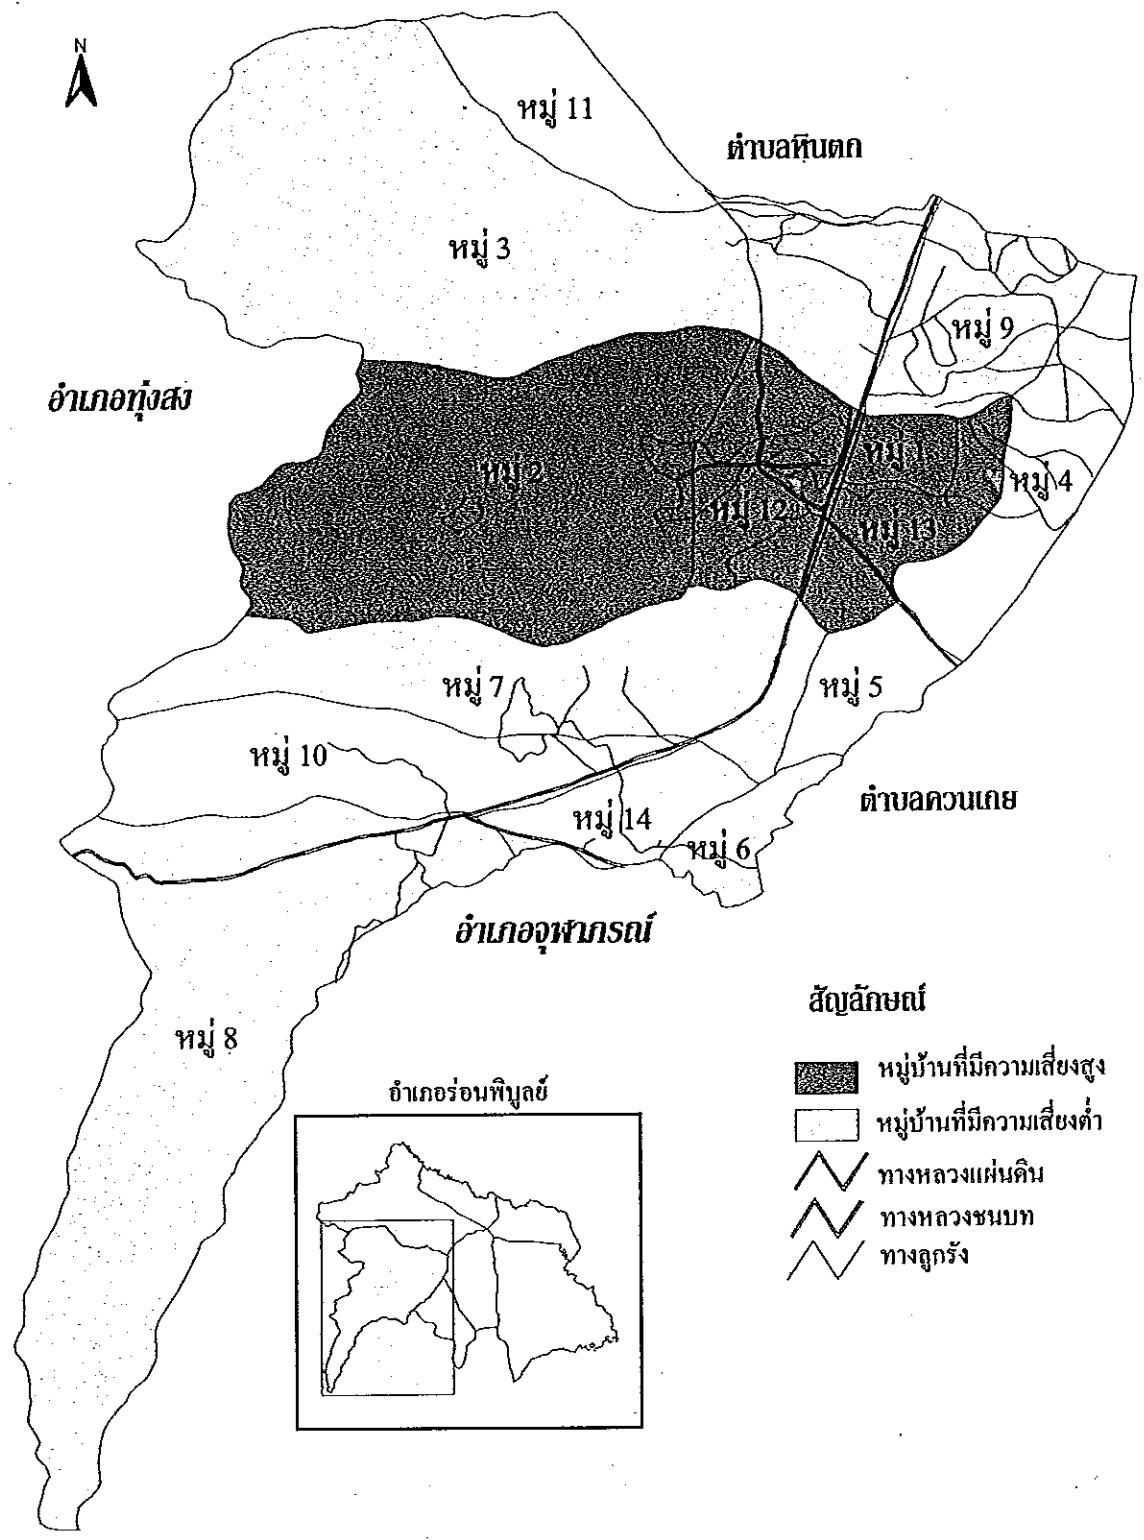 N
หมู่ 11
ตำบลหินตก
หมู่ 3
หมู่ 9
อำเภอทุ่งสง
หมู่ 1
หมู่ 2
หมู่ 4
หมู่ 12
หมู่ 13
หมู่ 7
หมู่ 5
หมู่ 10
ตำบลควนเกย
หมู่ 14
หมู่ 6
อำเภอจุฬาภรณ์
สัญลักษณ์
หมู่ 8
หมู่บ้านที่มีความเสี่ยงสูง
อำเภอร่อนพิบูลย์
หมู่บ้านที่มีความเสี่ยงต่ำ
ทางหลวงแผ่นดิน
ทางหลวงชนบท
ทางลูกรัง